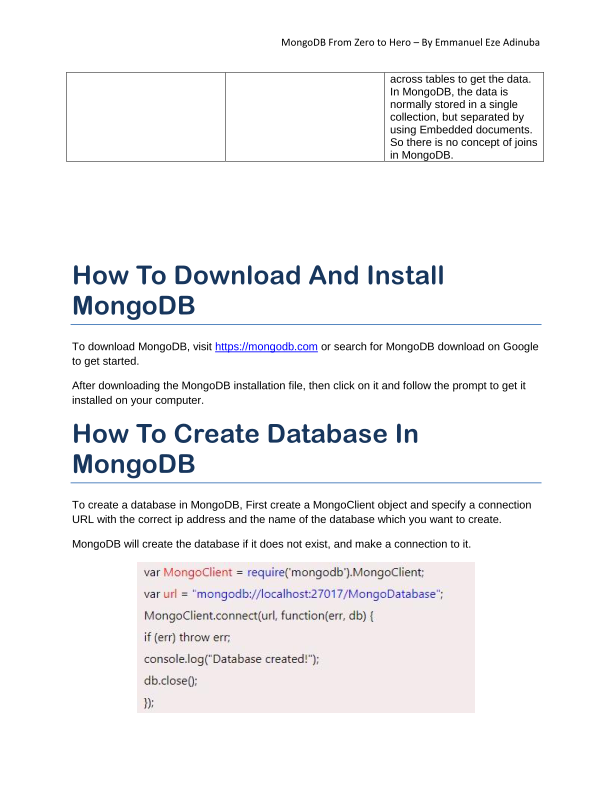 MongoDB From Zero to Hero – By Emmanuel Eze Adinuba
across tables to get the data.
In MongoDB, the data is
normally stored in a single
collection, but separated by
using Embedded documents.
So there is no concept of joins
in MongoDB.
How To Download And Install
MongoDB
To download MongoDB, visit https://mongodb.com or search for MongoDB download on Google
to get started.
After downloading the MongoDB installation file, then click on it and follow the prompt to get it
installed on your computer.
How To Create Database In
MongoDB
To create a database in MongoDB, First create a MongoClient object and specify a connection
URL with the correct ip address and the name of the database which you want to create.
MongoDB will create the database if it does not exist, and make a connection to it.
var MongoClient = require('mongodb').MongoClient;
var url = "mongodb://localhost:27017/MongoDatabase";
MongoClient.connect(url, function(err, db) {
if (err) throw err;
console.log("Database created!");
db.close();
});